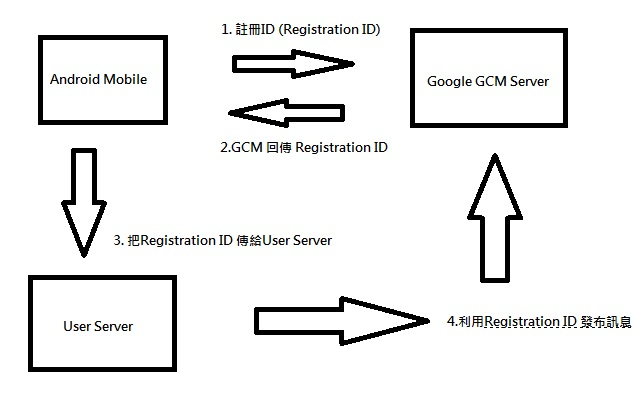 1. 註冊ID (Registration ID)
Android Mobile
Google GCM Server
2.GCM 回傳 Registration ID
3. 把Registration ID 傳給User Server
User Server
4.利用Registration ID 發布訊息